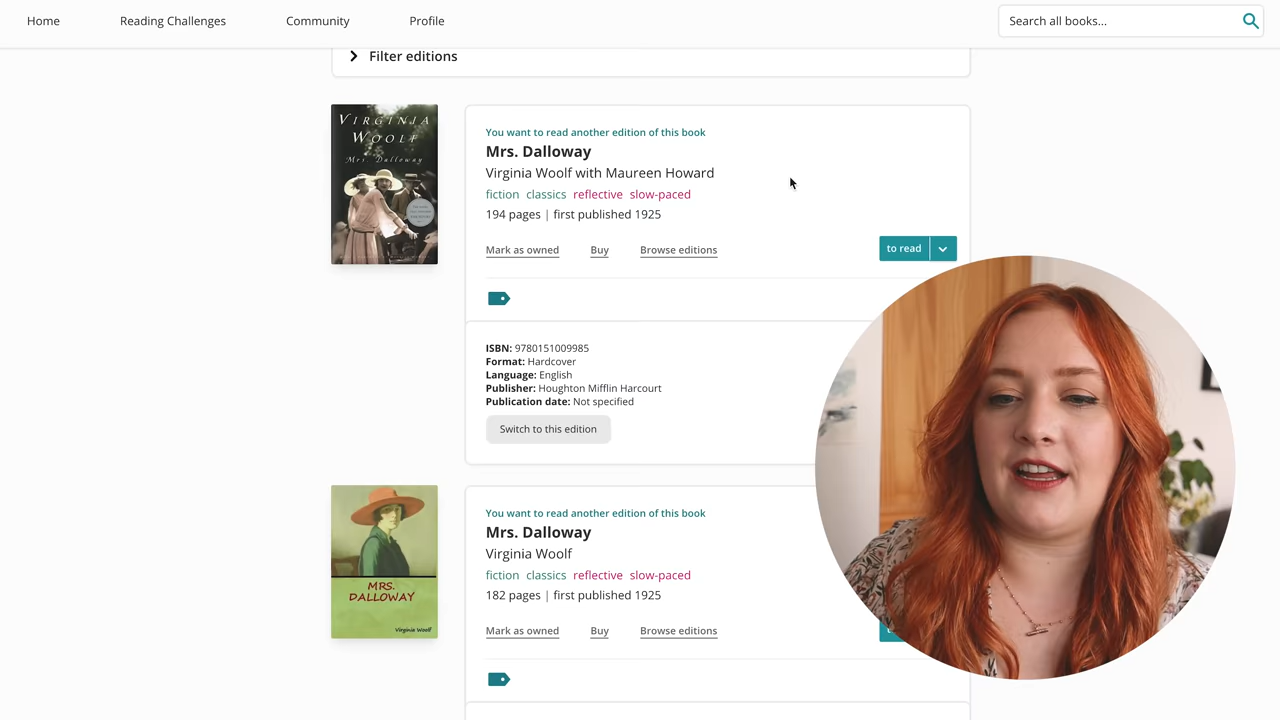 Home Reading Challenges Community Profile Search all books...
Filter editions
VIRGINIA
WOOLF
Mrs. Dalloway
You want to read another edition of this book
Mrs. Dalloway
Virginia Woolf with Maureen Howard
fiction classics reflective slow-paced
194 pages | first published 1925
Mark as owned Buy Browse editions to read
ISBN: 9780151009985
Format: Hardcover
Language: English
Publisher: Houghton Mifflin Harcourt
Publication date: Not specified
Switch to this edition
MRS.
DALLOWAY
Virginia Woolf
You want to read another edition of this book
Mrs. Dalloway
Virginia Woolf
fiction classics reflective slow-paced
182 pages | first published 1925
Mark as owned Buy Browse editions